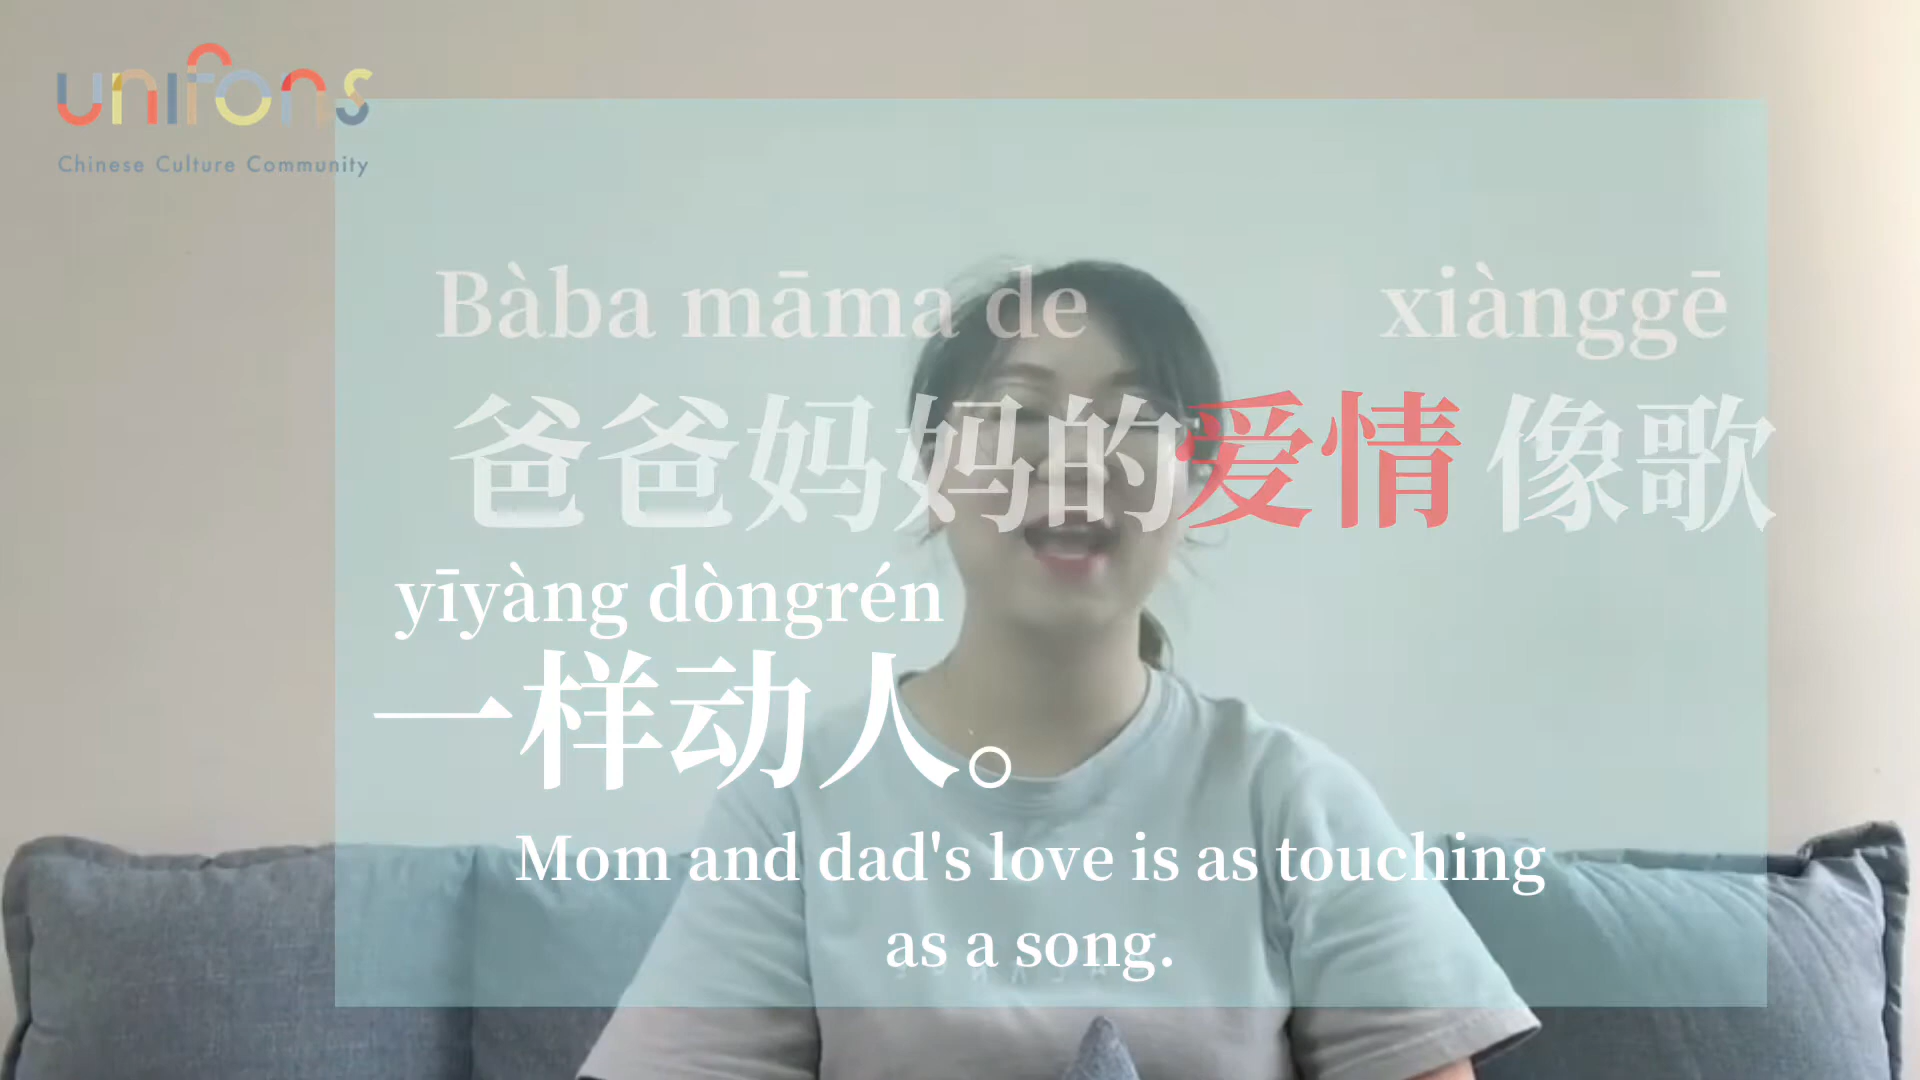 unifons
Chinese Culture Community
Bàba māma de xiànggē
爸爸妈妈的爱情像歌
yīyàng dòngrén
一样动人。
Mom and dad's love is as touching
as a song.